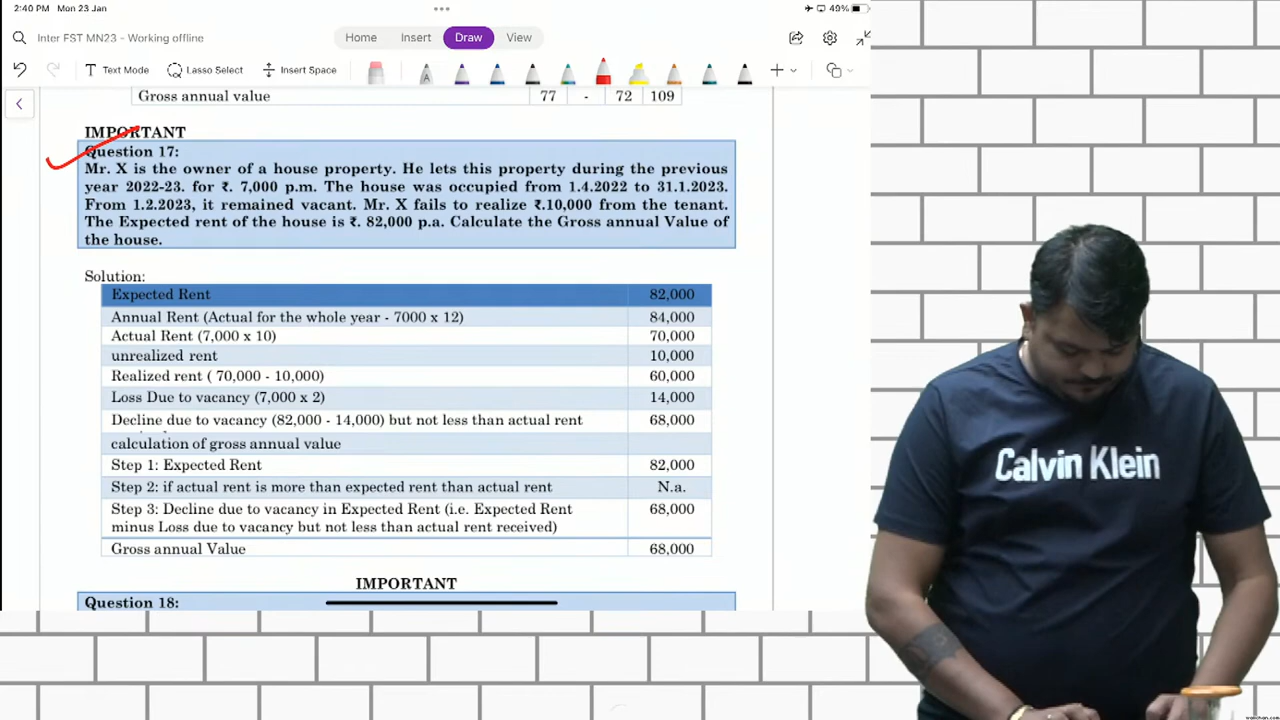 2:40 PM Mon 23 Jan
49%
Inter FST MN23 - Working offline
Home Insert Draw View
Text Mode Lasso Select Insert Space
Gross annual value 77 - 72 109
IMPORTANT
Question 17:
Mr. X is the owner of a house property. He lets this property during the previous
year 2022-23. for ₹. 7,000 p.m. The house was occupied from 1.4.2022 to 31.1.2023.
From 1.2.2023, it remained vacant. Mr. X fails to realize ₹.10,000 from the tenant.
The Expected rent of the house is ₹. 82,000 p.a. Calculate the Gross annual Value of
the house.
Solution:
Expected Rent 82,000
Annual Rent (Actual for the whole year - 7000 x 12) 84,000
Actual Rent (7,000 x 10) 70,000
unrealized rent 10,000
Realized rent ( 70,000 - 10,000) 60,000
Loss Due to vacancy (7,000 x 2) 14,000
Decline due to vacancy (82,000 - 14,000) but not less than actual rent 68,000
calculation of gross annual value
Step 1: Expected Rent 82,000
Step 2: if actual rent is more than expected rent than actual rent N.a.
Step 3: Decline due to vacancy in Expected Rent (i.e. Expected Rent 68,000
minus Loss due to vacancy but not less than actual rent received)
Gross annual Value 68,000
IMPORTANT
Question 18:
Calvin Klein